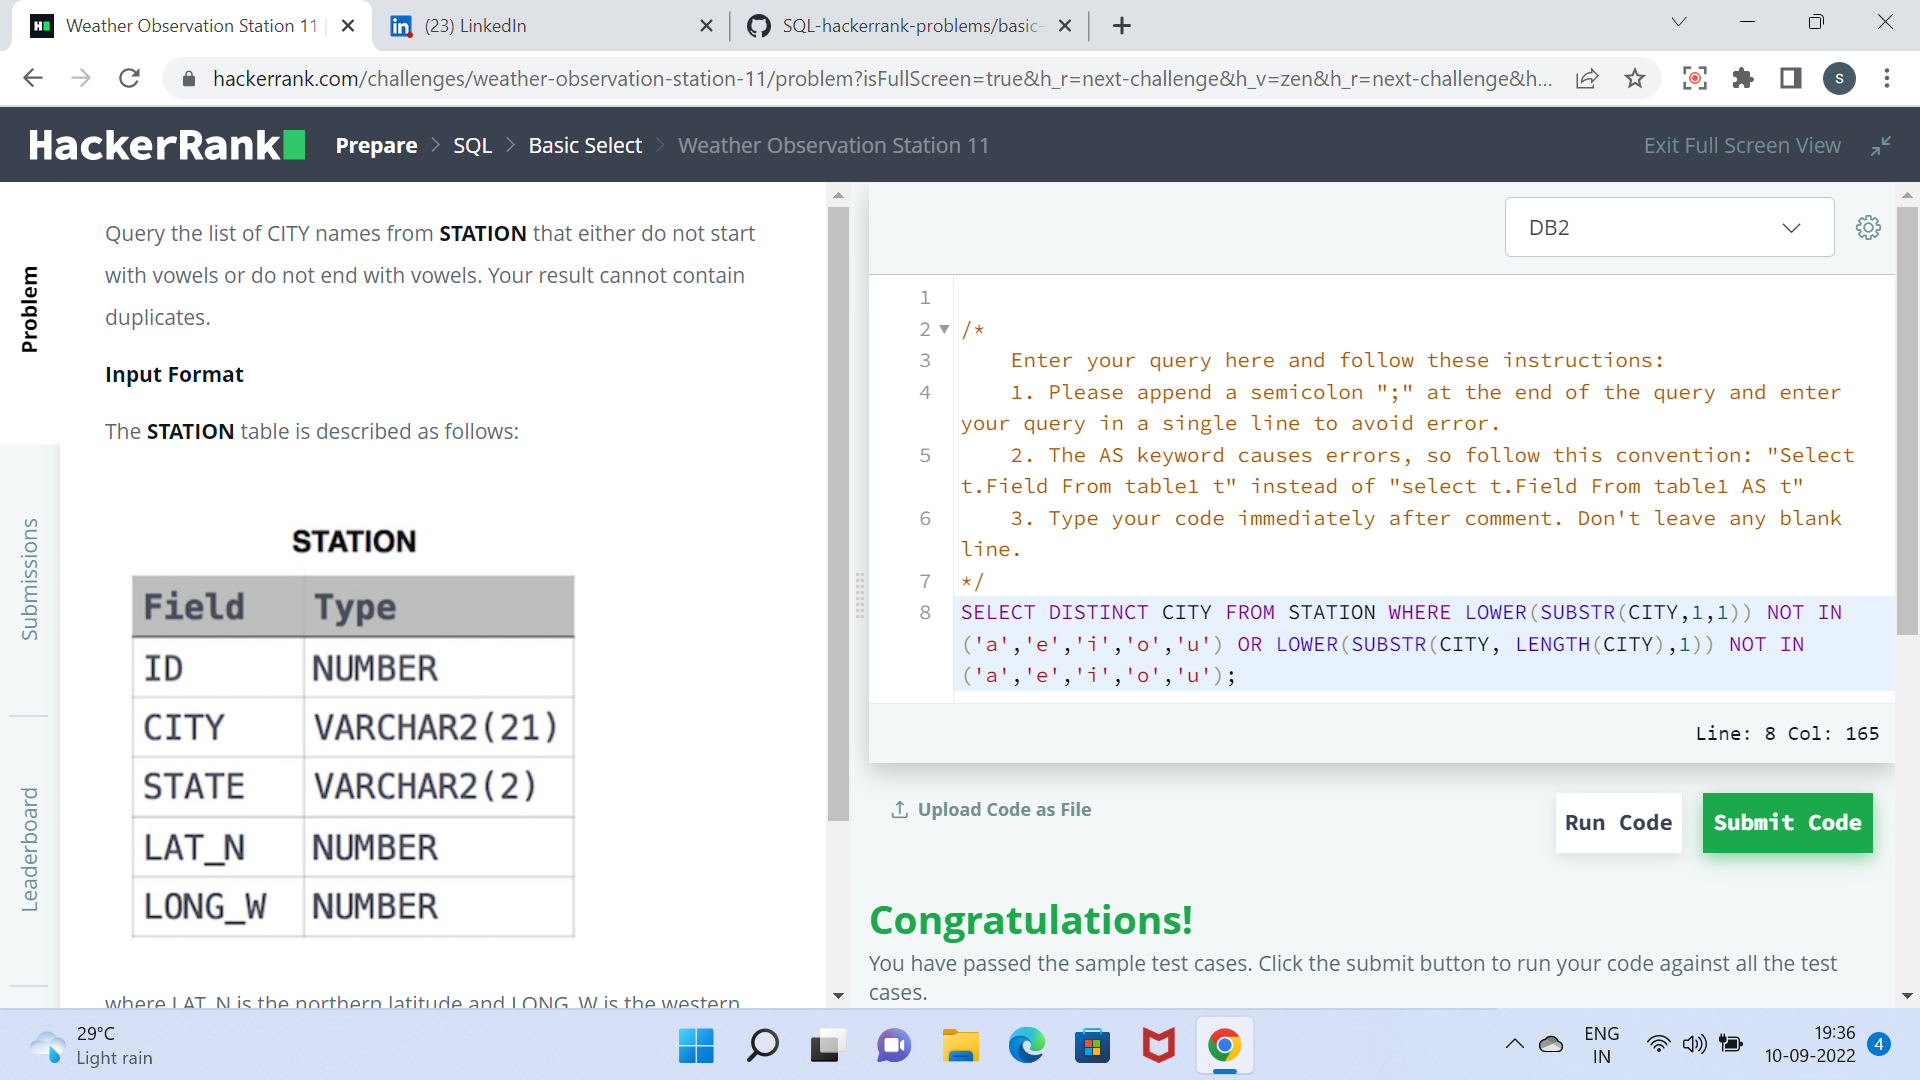 Weather Observation Station 11
(23) LinkedIn
SQL-hackerrank-problems/basic-
hackerrank.com/challenges/weather-observation-station-11/problem?isFullScreen=true&h_r=next-challenge&h_v=zen&h_r=next-challenge&h...
S
HackerRank
Prepare > SQL > Basic Select > Weather Observation Station 11
Exit Full Screen View
Problem
Submissions
Leaderboard
Query the list of CITY names from STATION that either do not start
with vowels or do not end with vowels. Your result cannot contain
duplicates.
Input Format
The STATION table is described as follows:
STATION
Field Type
ID NUMBER
CITY VARCHAR2(21)
STATE VARCHAR2(2)
LAT_N NUMBER
LONG_W NUMBER
where LAT_N is the northern latitude and LONG_W is the western
DB2
1
2 /*
3 Enter your query here and follow these instructions:
4 1. Please append a semicolon ";" at the end of the query and enter
your query in a single line to avoid error.
5 2. The AS keyword causes errors, so follow this convention: "Select
t.Field From table1 t" instead of "select t.Field From table1 AS t"
6 3. Type your code immediately after comment. Don't leave any blank
line.
7 */
8 SELECT DISTINCT CITY FROM STATION WHERE LOWER(SUBSTR(CITY,1,1)) NOT IN
('a','e','i','o','u') OR LOWER(SUBSTR(CITY, LENGTH(CITY),1)) NOT IN
('a','e','i','o','u');
Line: 8 Col: 165
Upload Code as File
Run Code
Submit Code
Congratulations!
You have passed the sample test cases. Click the submit button to run your code against all the test
cases.
29°C
Light rain
ENG
IN
19:36
10-09-2022
4